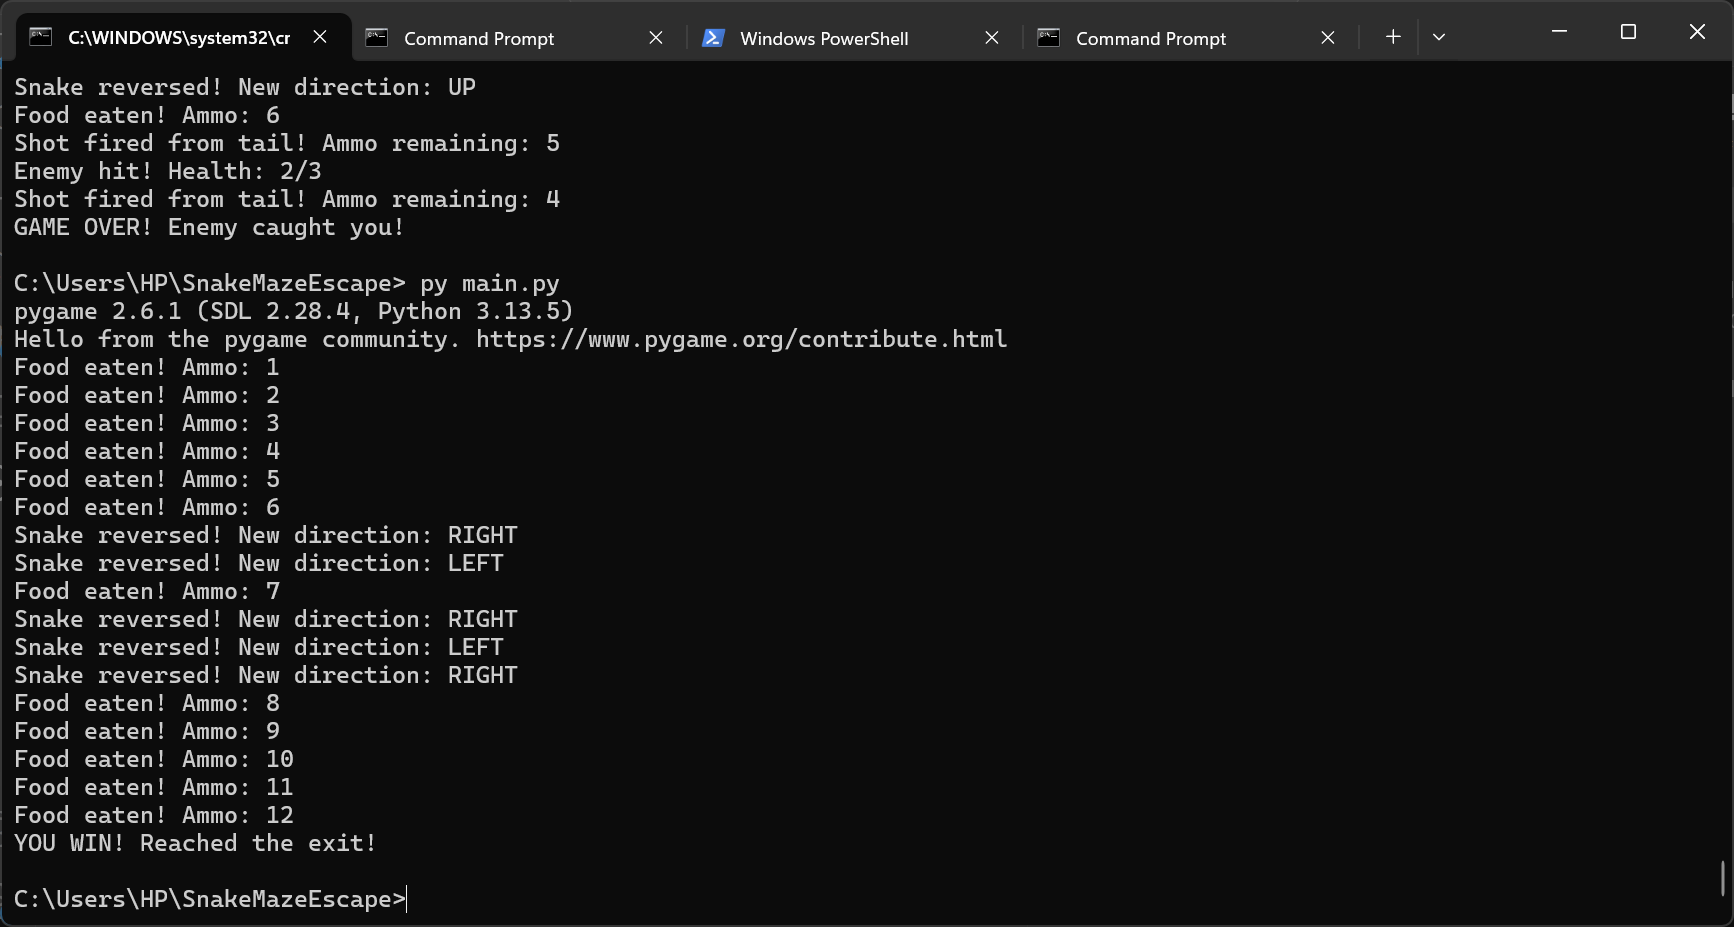 C:\WINDOWS\system32\cr
Command Prompt
Windows PowerShell
Command Prompt
Snake reversed! New direction: UP
Food eaten! Ammo: 6
Shot fired from tail! Ammo remaining: 5
Enemy hit! Health: 2/3
Shot fired from tail! Ammo remaining: 4
GAME OVER! Enemy caught you!
C:\Users\HP\SnakeMazeEscape> py main.py
pygame 2.6.1 (SDL 2.28.4, Python 3.13.5)
Hello from the pygame community. https://www.pygame.org/contribute.html
Food eaten! Ammo: 1
Food eaten! Ammo: 2
Food eaten! Ammo: 3
Food eaten! Ammo: 4
Food eaten! Ammo: 5
Food eaten! Ammo: 6
Snake reversed! New direction: RIGHT
Snake reversed! New direction: LEFT
Food eaten! Ammo: 7
Snake reversed! New direction: RIGHT
Snake reversed! New direction: LEFT
Snake reversed! New direction: RIGHT
Food eaten! Ammo: 8
Food eaten! Ammo: 9
Food eaten! Ammo: 10
Food eaten! Ammo: 11
Food eaten! Ammo: 12
YOU WIN! Reached the exit!
C:\Users\HP\SnakeMazeEscape>